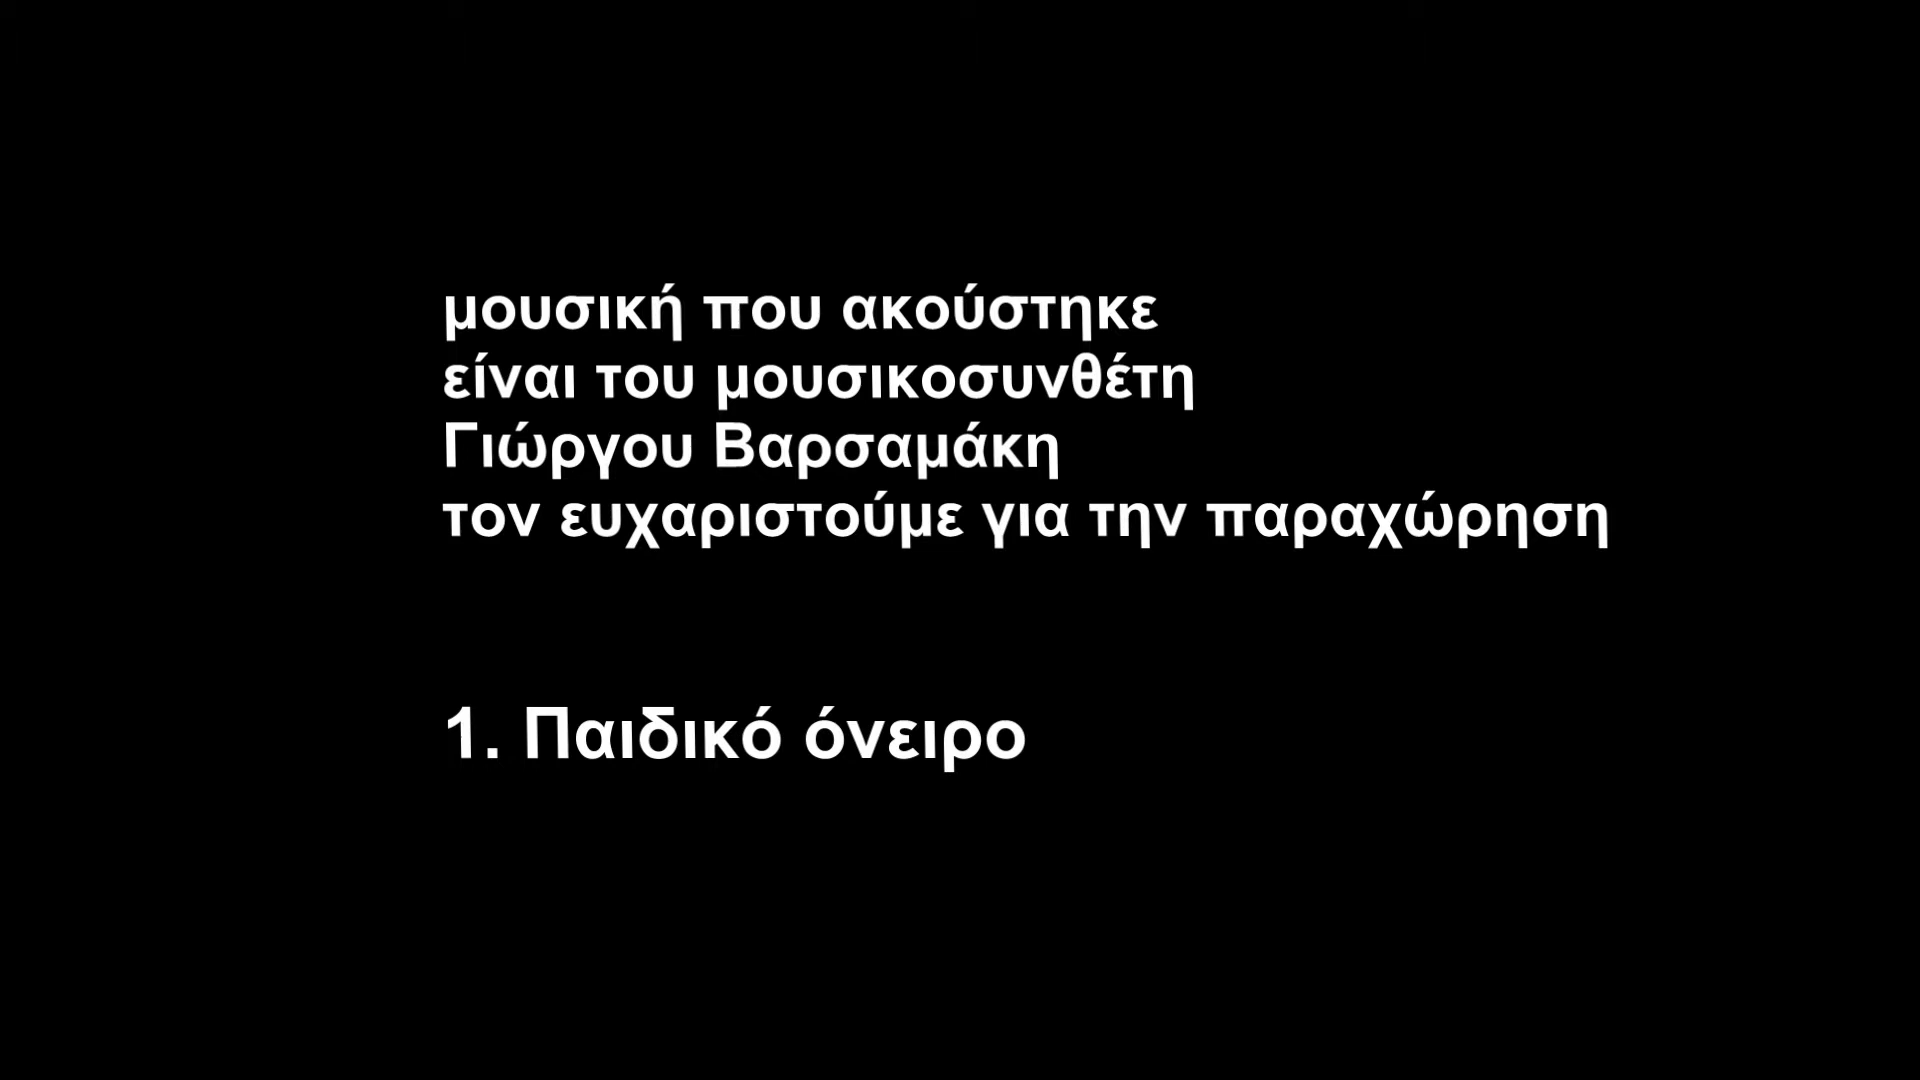 μουσική που ακούστηκε
είναι του μουσικοσυνθέτη
Γιώργου Βαρσαμάκη
τον ευχαριστούμε για την παραχώρηση
1. Παιδικό όνειρο